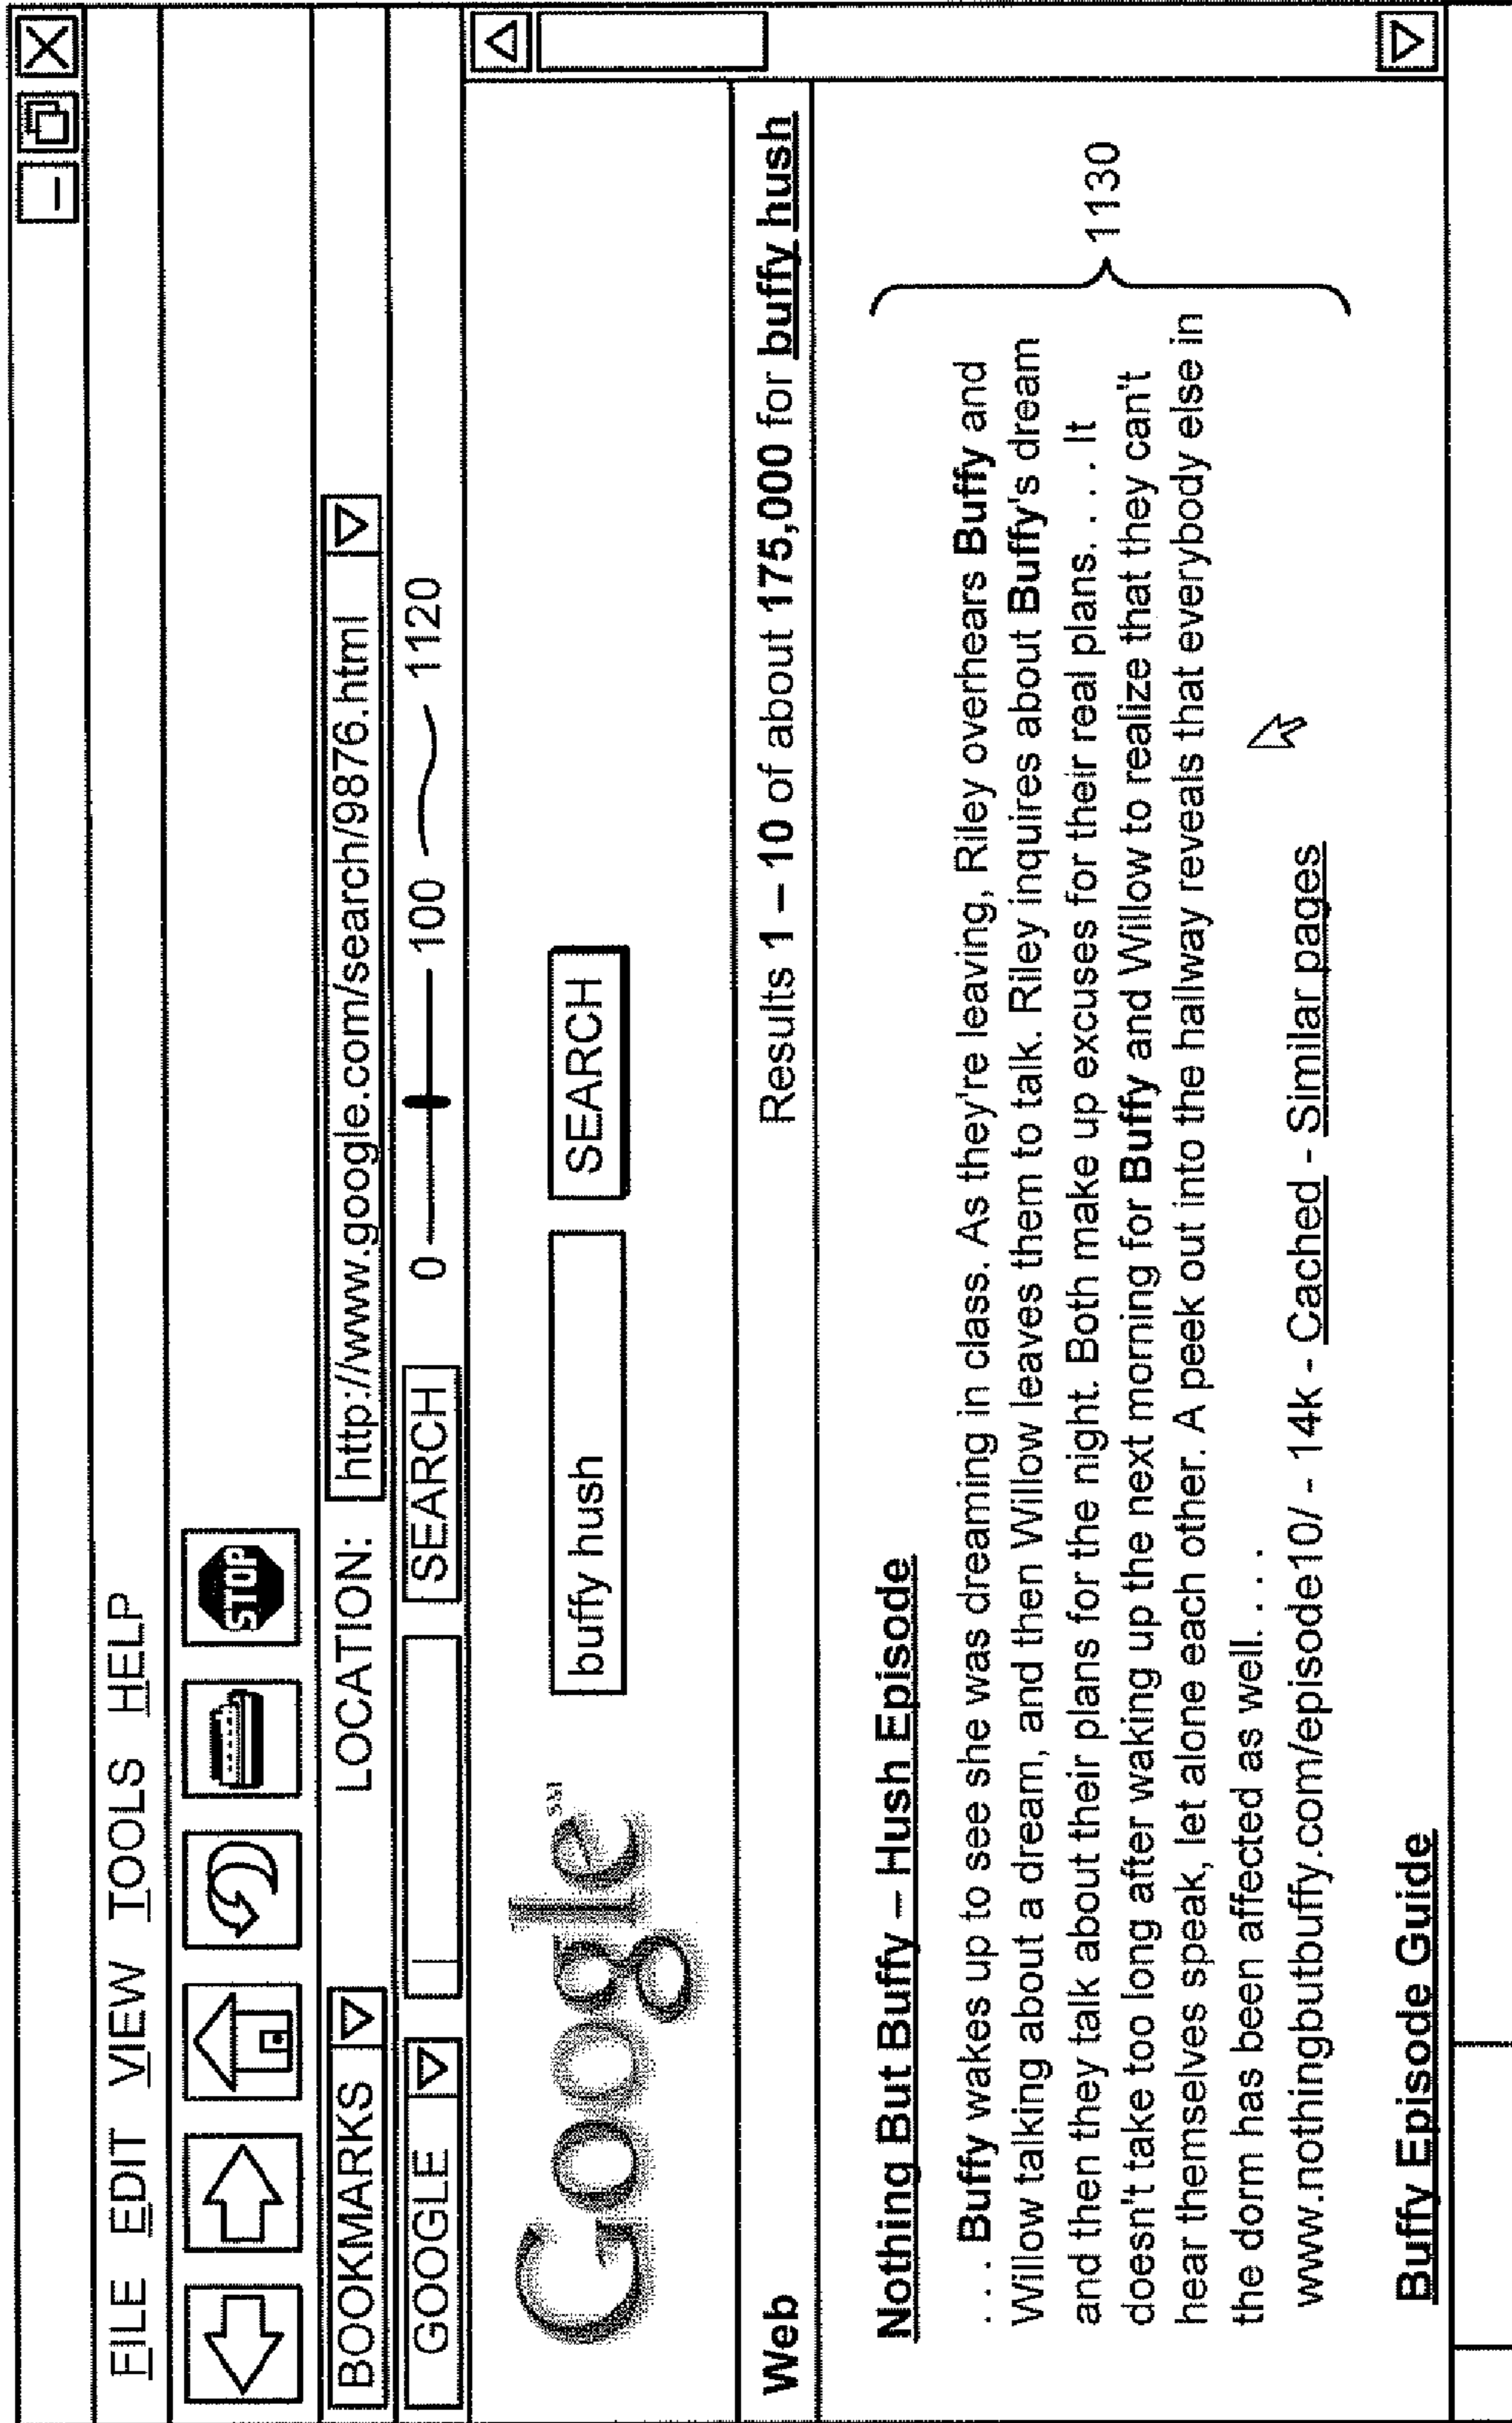 FILE EDIT VIEW TOOLS HELP
STOP
BOOKMARKS LOCATION: http://www.google.com/search/9876.html
GOOGLE SEARCH 0 100 1120
Google SM buffy hush SEARCH
Web Results 1 – 10 of about 175,000 for buffy hush
Nothing But Buffy – Hush Episode
. . . Buffy wakes up to see she was dreaming in class. As they're leaving, Riley overhears Buffy and
Willow talking about a dream, and then Willow leaves them to talk. Riley inquires about Buffy's dream
and then they talk about their plans for the night. Both make up excuses for their real plans. . . . It
doesn't take too long after waking up the next morning for Buffy and Willow to realize that they can't
hear themselves speak, let alone each other. A peek out into the hallway reveals that everybody else in
the dorm has been affected as well. . . .
1130
www.nothingbutbuffy.com/episode10/ - 14k - Cached - Similar pages
Buffy Episode Guide